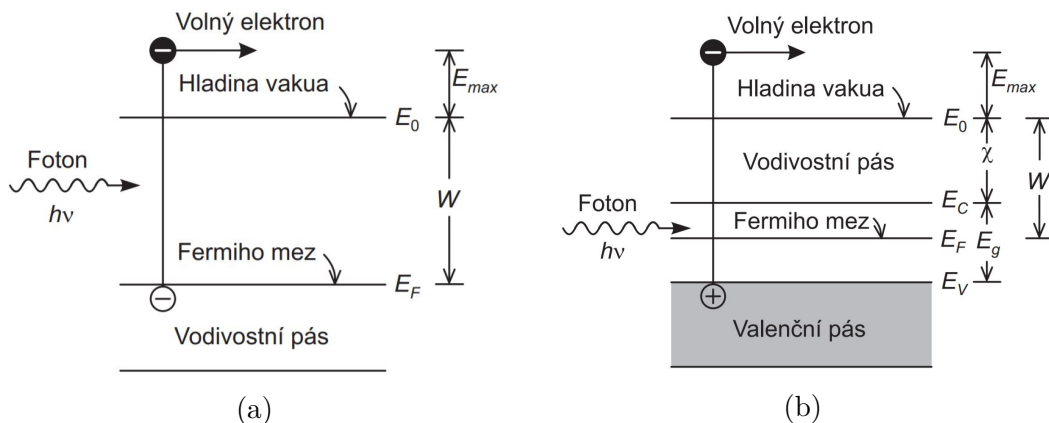 Volný elektron
E_max
Hladina vakua
E_0
Foton
hν
W
Fermiho mez
E_F
Vodivostní pás
(a)
Volný elektron
E_max
Hladina vakua
E_0
Vodivostní pás
χ
W
E_C
Foton
hν
Fermiho mez
E_F
E_g
E_V
Valenční pás
(b)